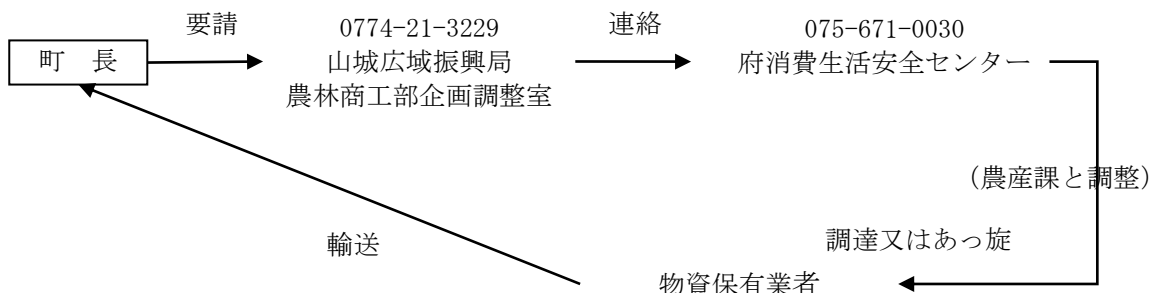 要請
0774-21-3229
連絡
075-671-0030
町　長
山城広域振興局
府消費生活安全センター
農林商工部企画調整室
（農産課と調整）
輸送
調達又はあっ旋
物資保有業者